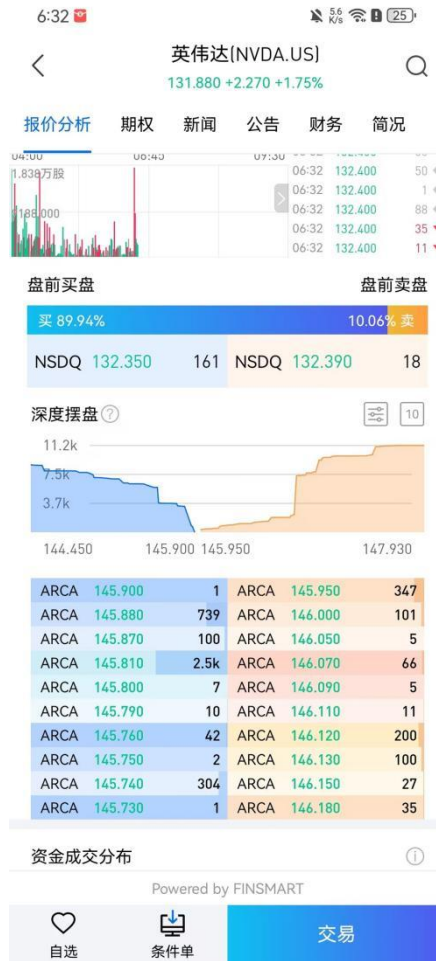 6:32 5.6 K/s 25
英伟达(NVDA.US)
131.880 +2.270 +1.75%
报价分析 期权 新闻 公告 财务 简况
04:00 06:45 09:30
1.838万股
138.000
06:32 132.400 50
06:32 132.400 1
06:32 132.400 88
06:32 132.400 35
06:32 132.400 11
盘前买盘 盘前卖盘
买 89.94% 10.06% 卖
NSDQ 132.350 161 NSDQ 132.390 18
深度摆盘 ? 10
11.2k
7.5k
3.7k
144.450 145.900 145.950 147.930
ARCA 145.900 1 ARCA 145.950 347
ARCA 145.880 739 ARCA 146.000 101
ARCA 145.870 100 ARCA 146.050 5
ARCA 145.810 2.5k ARCA 146.070 66
ARCA 145.800 7 ARCA 146.090 5
ARCA 145.790 10 ARCA 146.110 11
ARCA 145.760 42 ARCA 146.120 200
ARCA 145.750 2 ARCA 146.130 100
ARCA 145.740 304 ARCA 146.150 27
ARCA 145.730 1 ARCA 146.180 35
资金成交分布
Powered by FINSMART
自选 条件单 交易